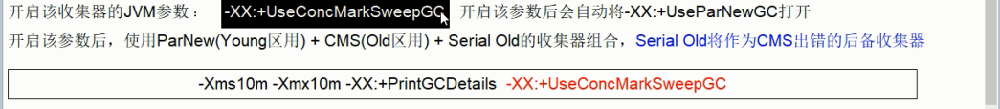 开启该收集器的JVM参数： -XX:+UseConcMarkSweepGC 开启该参数后会自动将-XX:+UseParNewGC打开
开启该参数后，使用ParNew(Young区用) + CMS(Old区用) + Serial Old的收集器组合，Serial Old将作为CMS出错的后备收集器
-Xms10m -Xmx10m -XX:+PrintGCDetails -XX:+UseConcMarkSweepGC